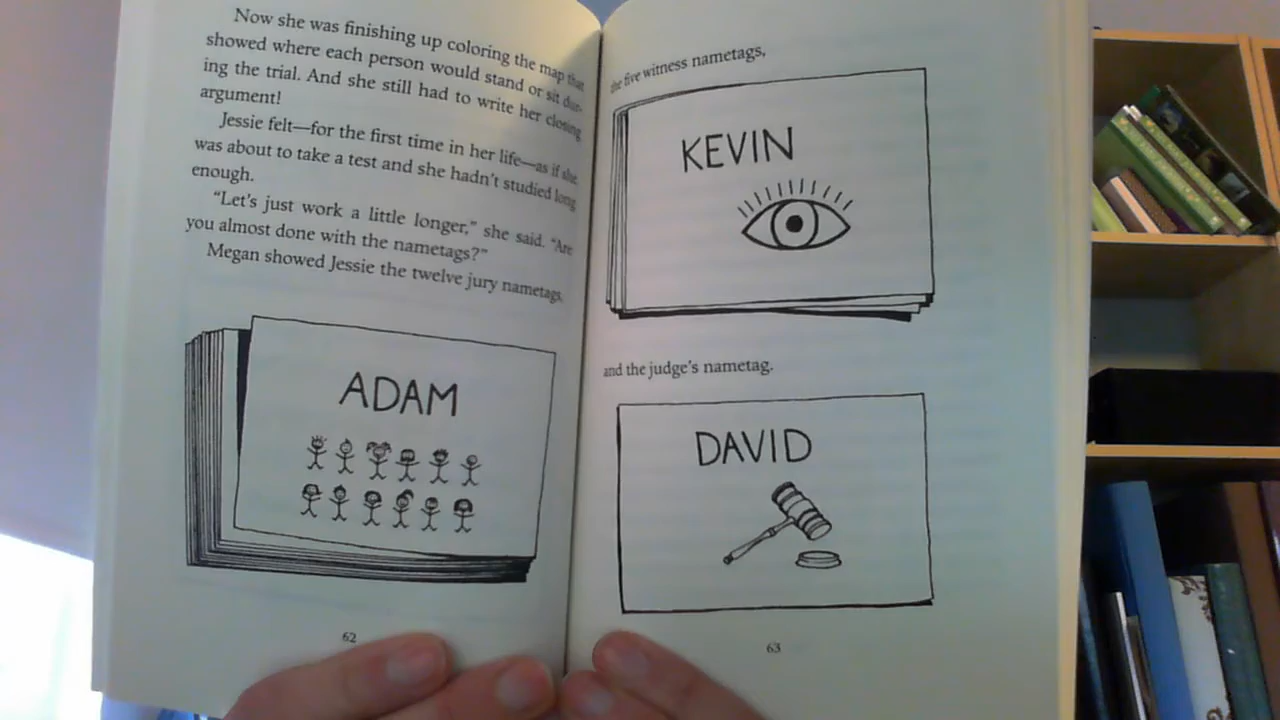 Now she was finishing up coloring the map that
showed where each person would stand or sit dur-
ing the trial. And she still had to write her closing
argument!
Jessie felt—for the first time in her life—as if she
was about to take a test and she hadn't studied long
enough.
"Let's just work a little longer," she said. "Are
you almost done with the nametags?"
Megan showed Jessie the twelve jury nametags,
ADAM
62
the five witness nametags,
KEVIN
and the judge's nametag.
DAVID
63